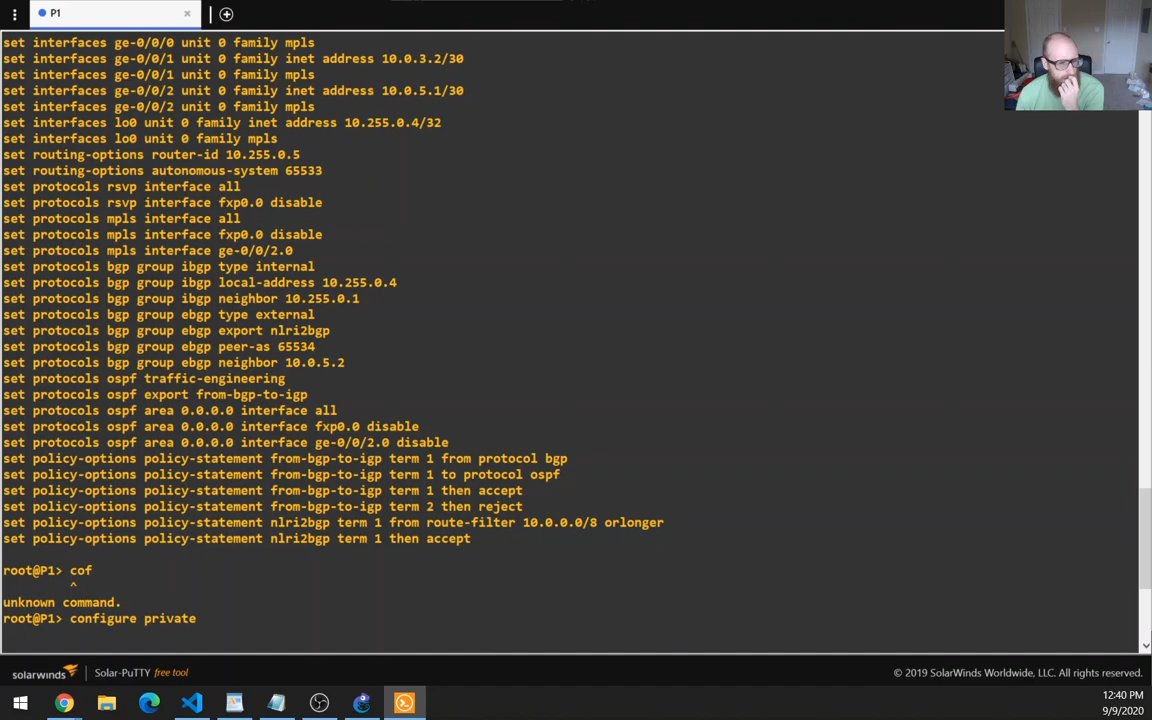 P1
set interfaces ge-0/0/0 unit 0 family mpls
set interfaces ge-0/0/1 unit 0 family inet address 10.0.3.2/30
set interfaces ge-0/0/1 unit 0 family mpls
set interfaces ge-0/0/2 unit 0 family inet address 10.0.5.1/30
set interfaces ge-0/0/2 unit 0 family mpls
set interfaces lo0 unit 0 family inet address 10.255.0.4/32
set interfaces lo0 unit 0 family mpls
set routing-options router-id 10.255.0.5
set routing-options autonomous-system 65533
set protocols rsvp interface all
set protocols rsvp interface fxp0.0 disable
set protocols mpls interface all
set protocols mpls interface fxp0.0 disable
set protocols mpls interface ge-0/0/2.0
set protocols bgp group ibgp type internal
set protocols bgp group ibgp local-address 10.255.0.4
set protocols bgp group ibgp neighbor 10.255.0.1
set protocols bgp group ebgp type external
set protocols bgp group ebgp export nlri2bgp
set protocols bgp group ebgp peer-as 65534
set protocols bgp group ebgp neighbor 10.0.5.2
set protocols ospf traffic-engineering
set protocols ospf export from-bgp-to-igp
set protocols ospf area 0.0.0.0 interface all
set protocols ospf area 0.0.0.0 interface fxp0.0 disable
set protocols ospf area 0.0.0.0 interface ge-0/0/2.0 disable
set policy-options policy-statement from-bgp-to-igp term 1 from protocol bgp
set policy-options policy-statement from-bgp-to-igp term 1 to protocol ospf
set policy-options policy-statement from-bgp-to-igp term 1 then accept
set policy-options policy-statement from-bgp-to-igp term 2 then reject
set policy-options policy-statement nlri2bgp term 1 from route-filter 10.0.0.0/8 orlonger
set policy-options policy-statement nlri2bgp term 1 then accept
root@P1> cof
^
unknown command.
root@P1> configure private
solarwinds Solar-PuTTY free tool © 2019 SolarWinds Worldwide, LLC. All rights reserved.
12:40 PM
9/9/2020